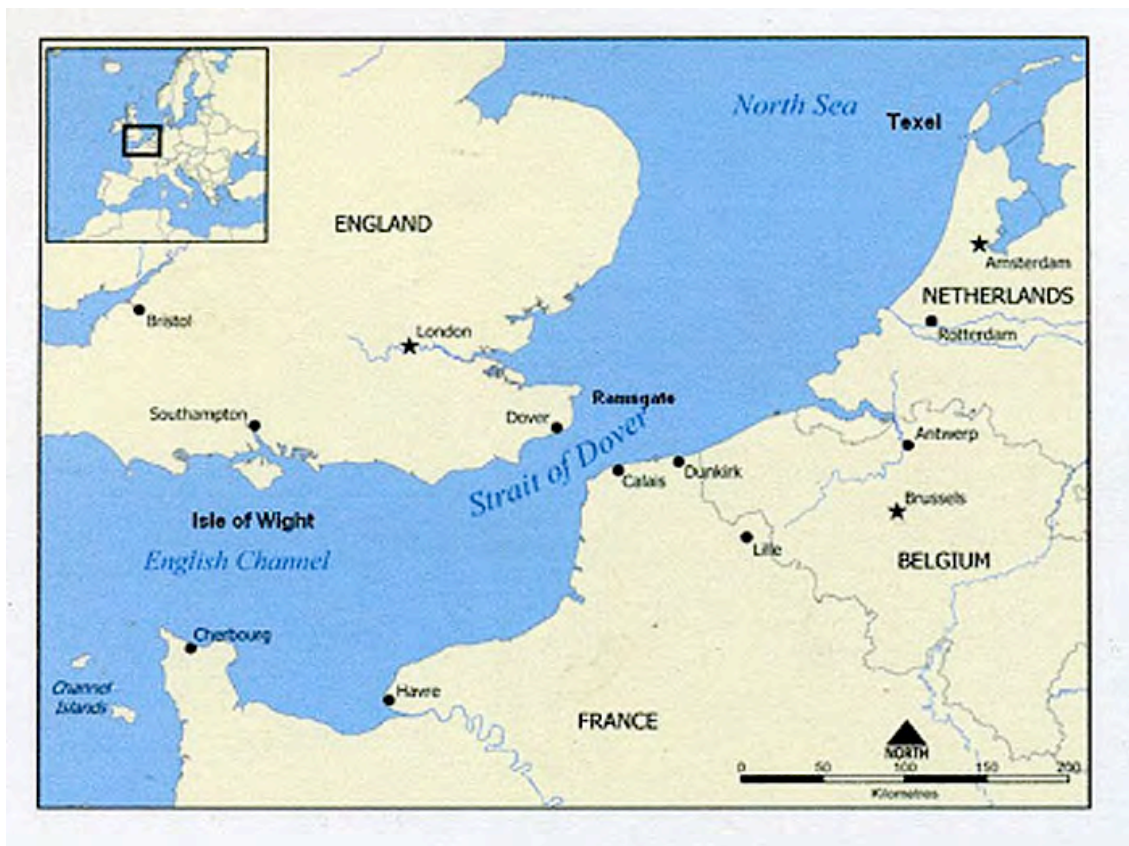 North Sea
Texel
ENGLAND
Amsterdam
NETHERLANDS
Bristol
London
Rotterdam
Ramsgate
Southampton
Dover
Strait of Dover
Antwerp
Calais
Dunkirk
Brussels
Isle of Wight
Lille
English Channel
BELGIUM
Cherbourg
Channel
Islands
Havre
FRANCE
NORTH
0 50 100 150 200
Kilometres